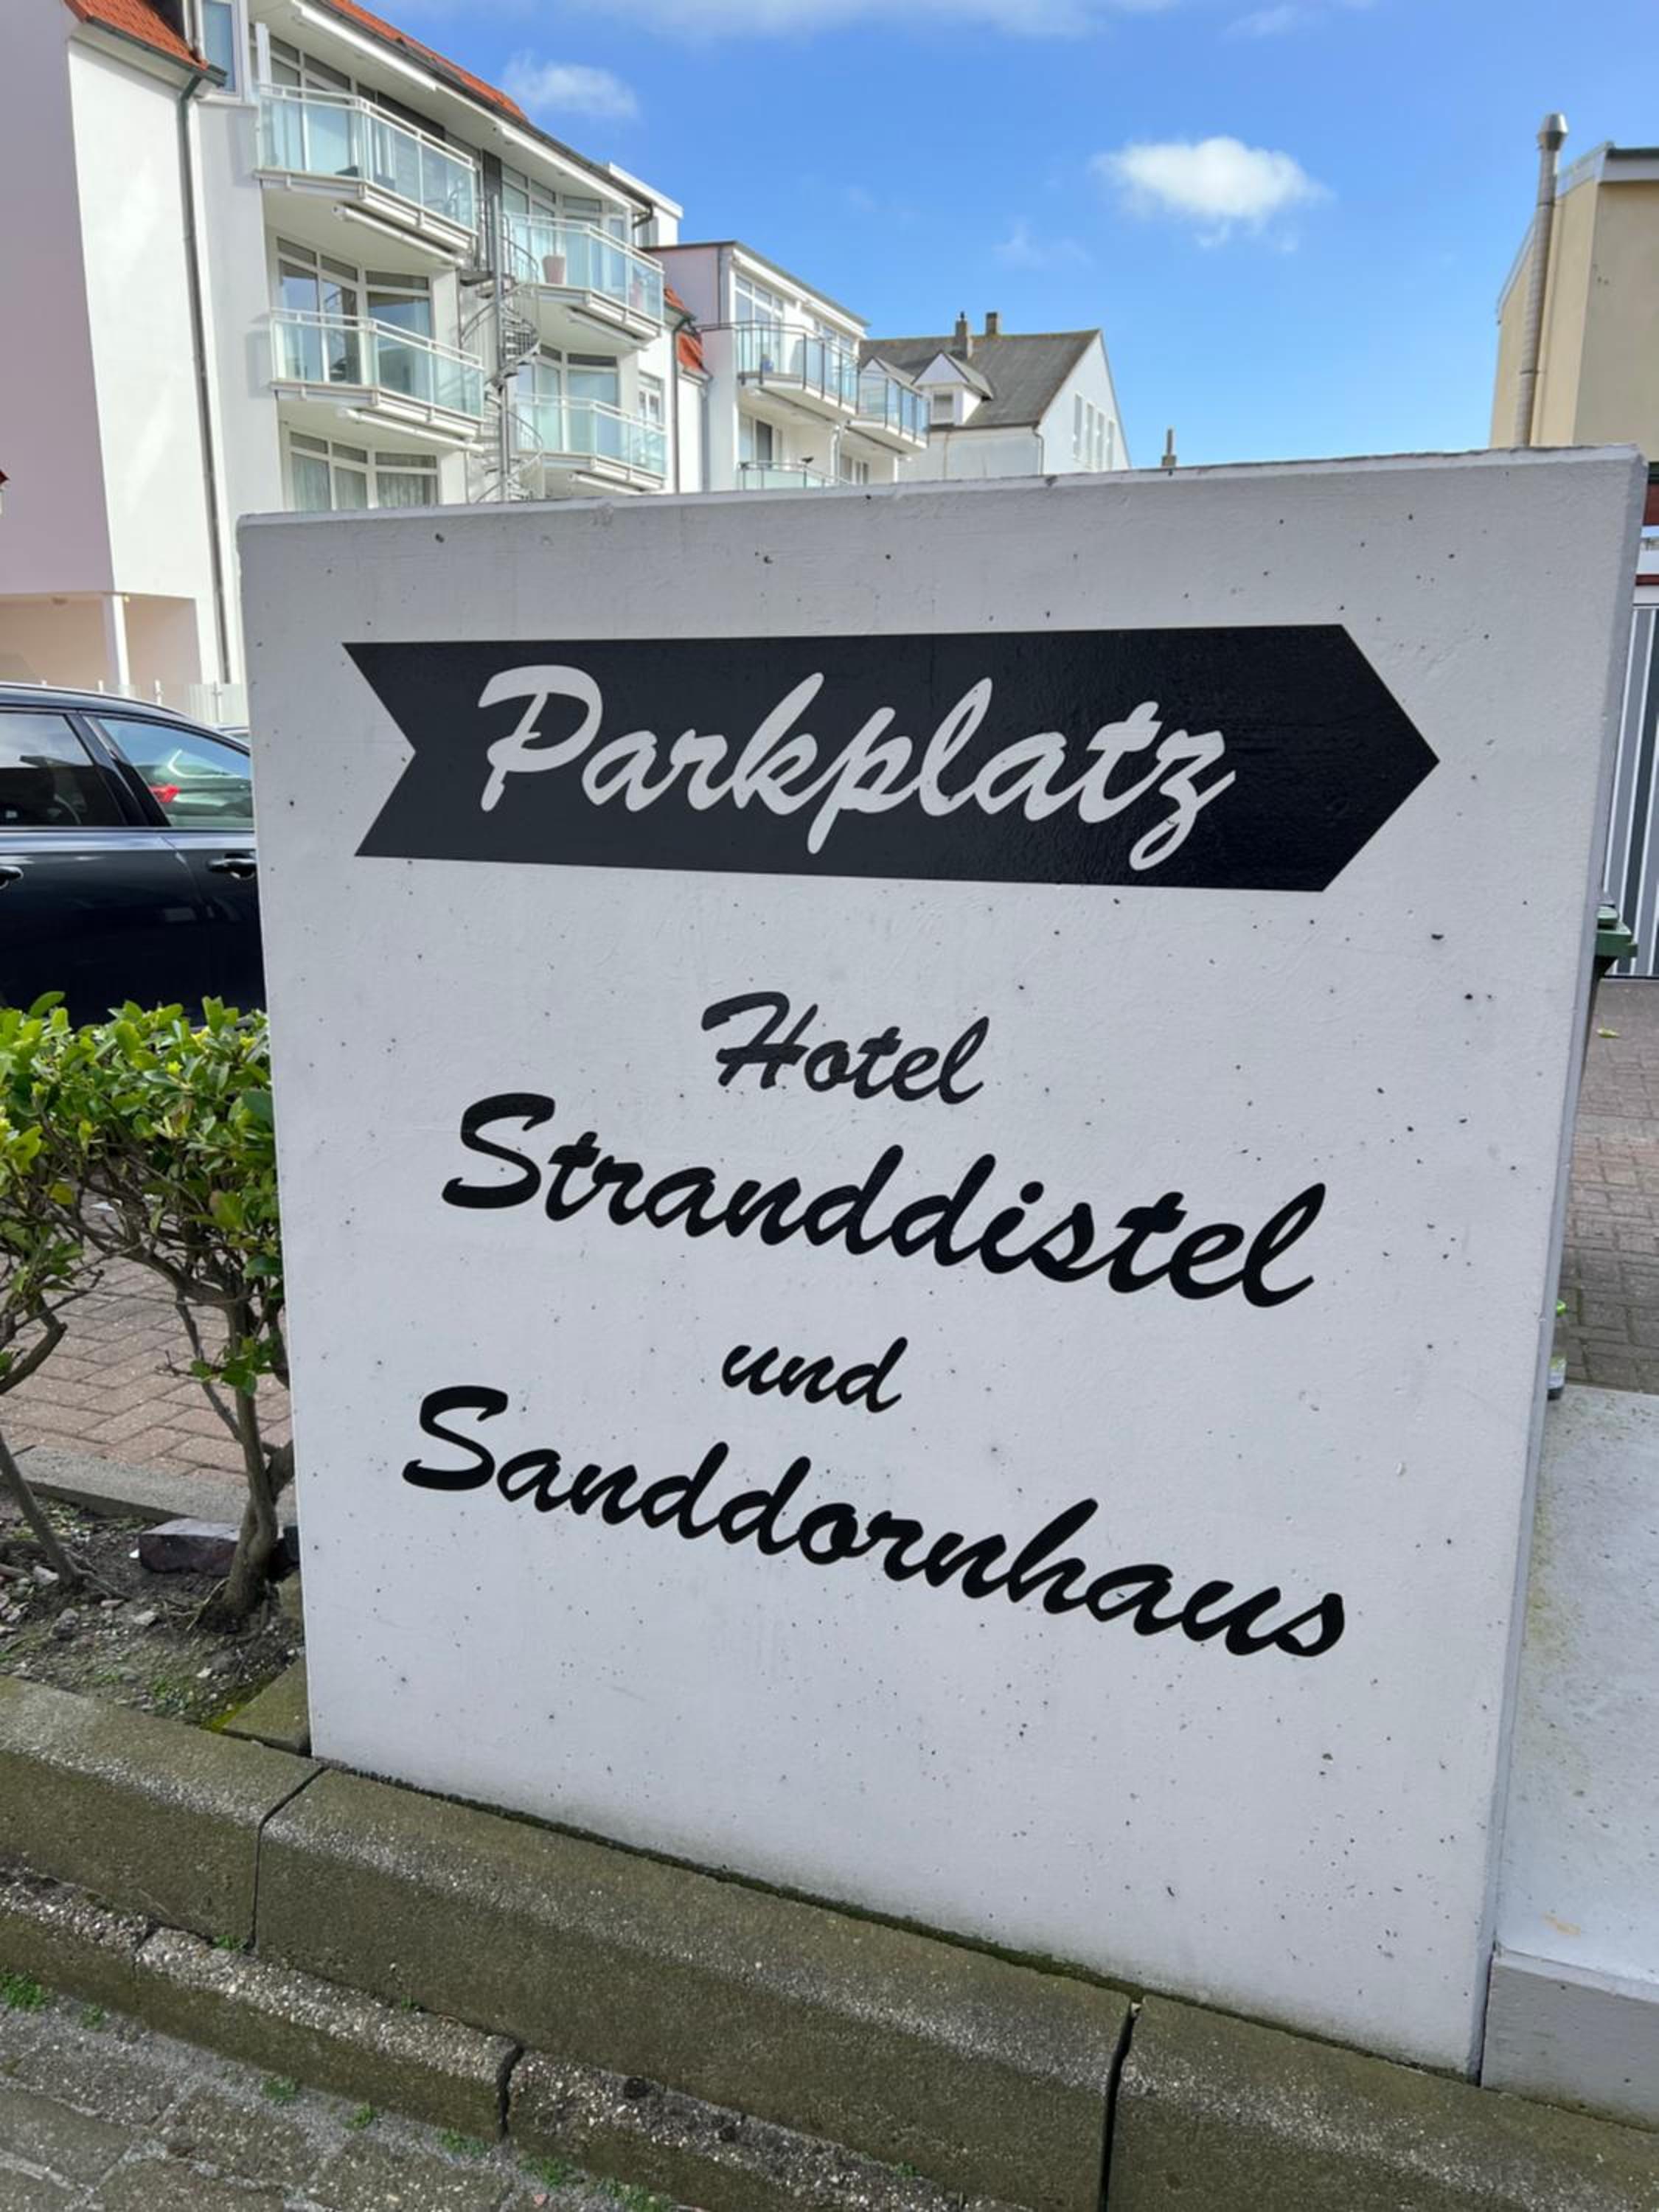 Parkplatz
Hotel
Stranddistel
und
Sanddornhaus